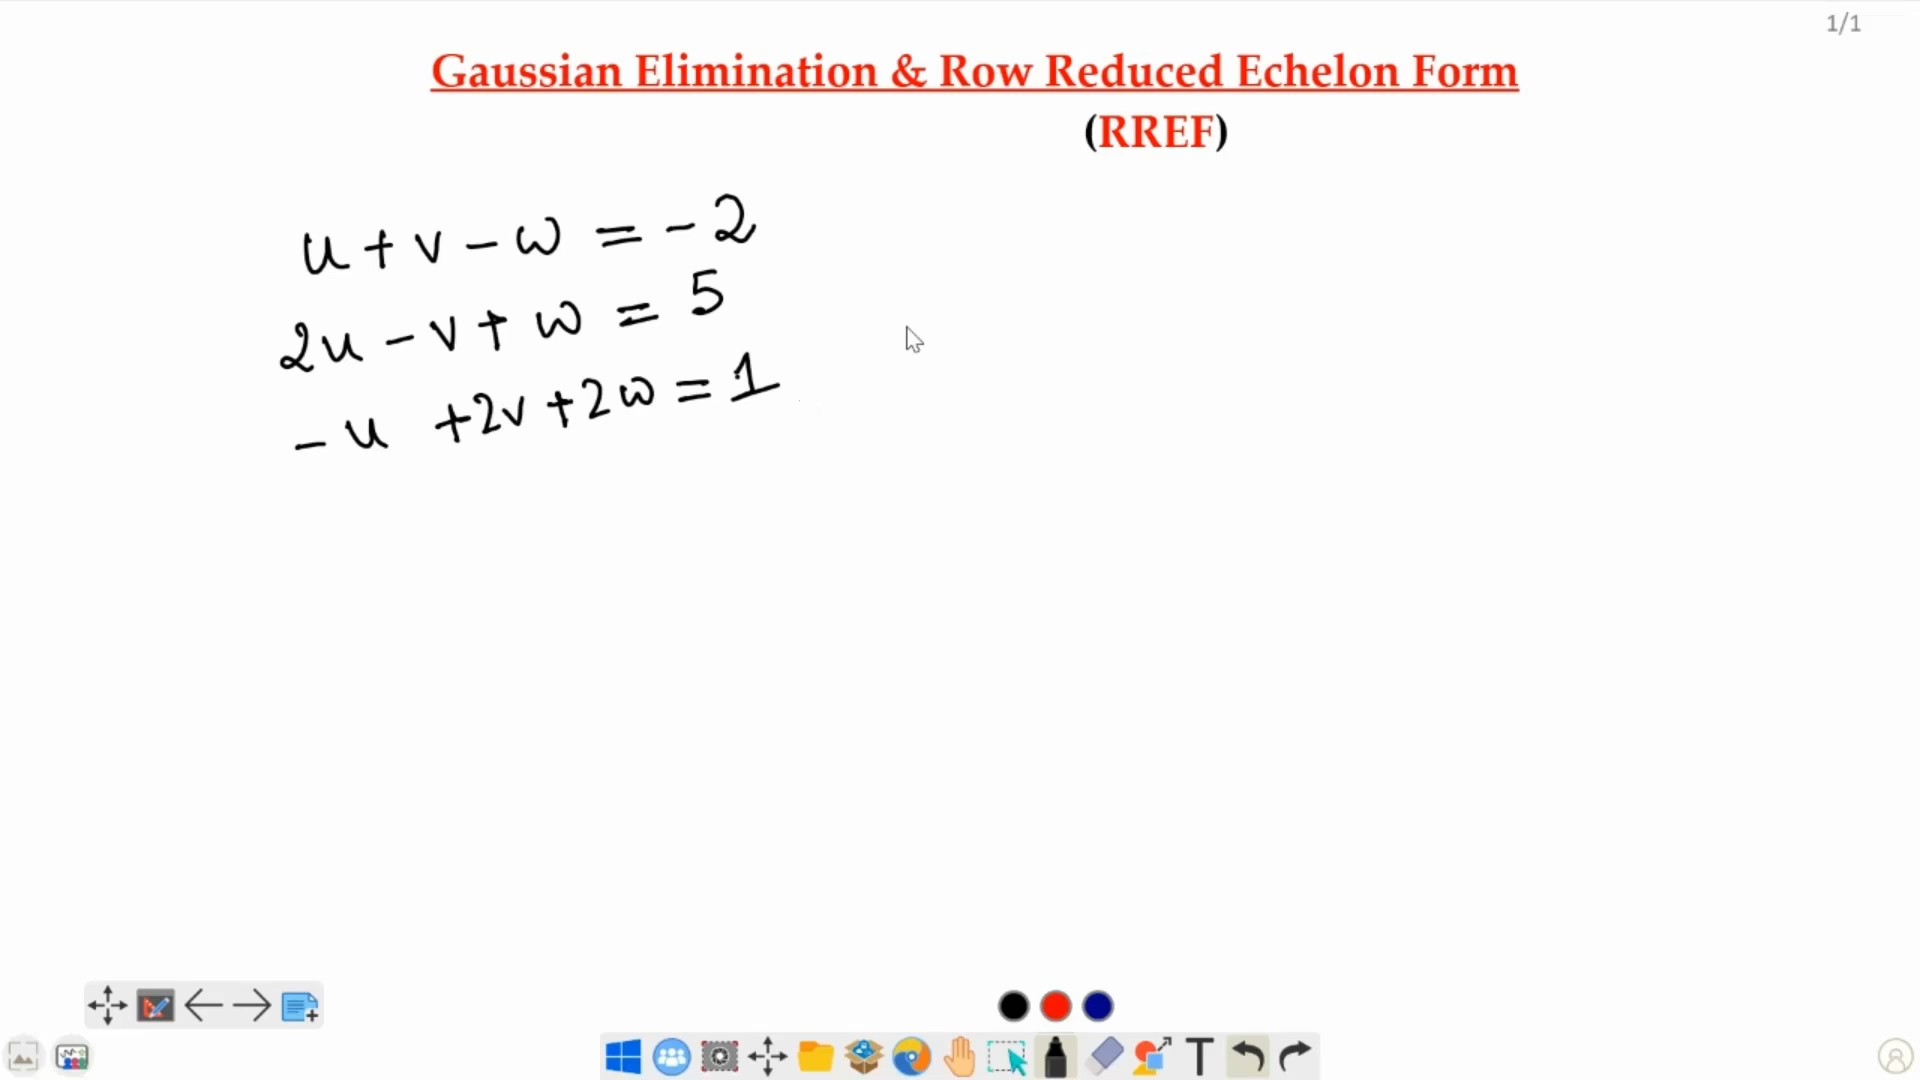 1/1
Gaussian Elimination & Row Reduced Echelon Form
(RREF)
u + v - w = - 2
2u - v + w = 5
- u + 2v + 2w = 1